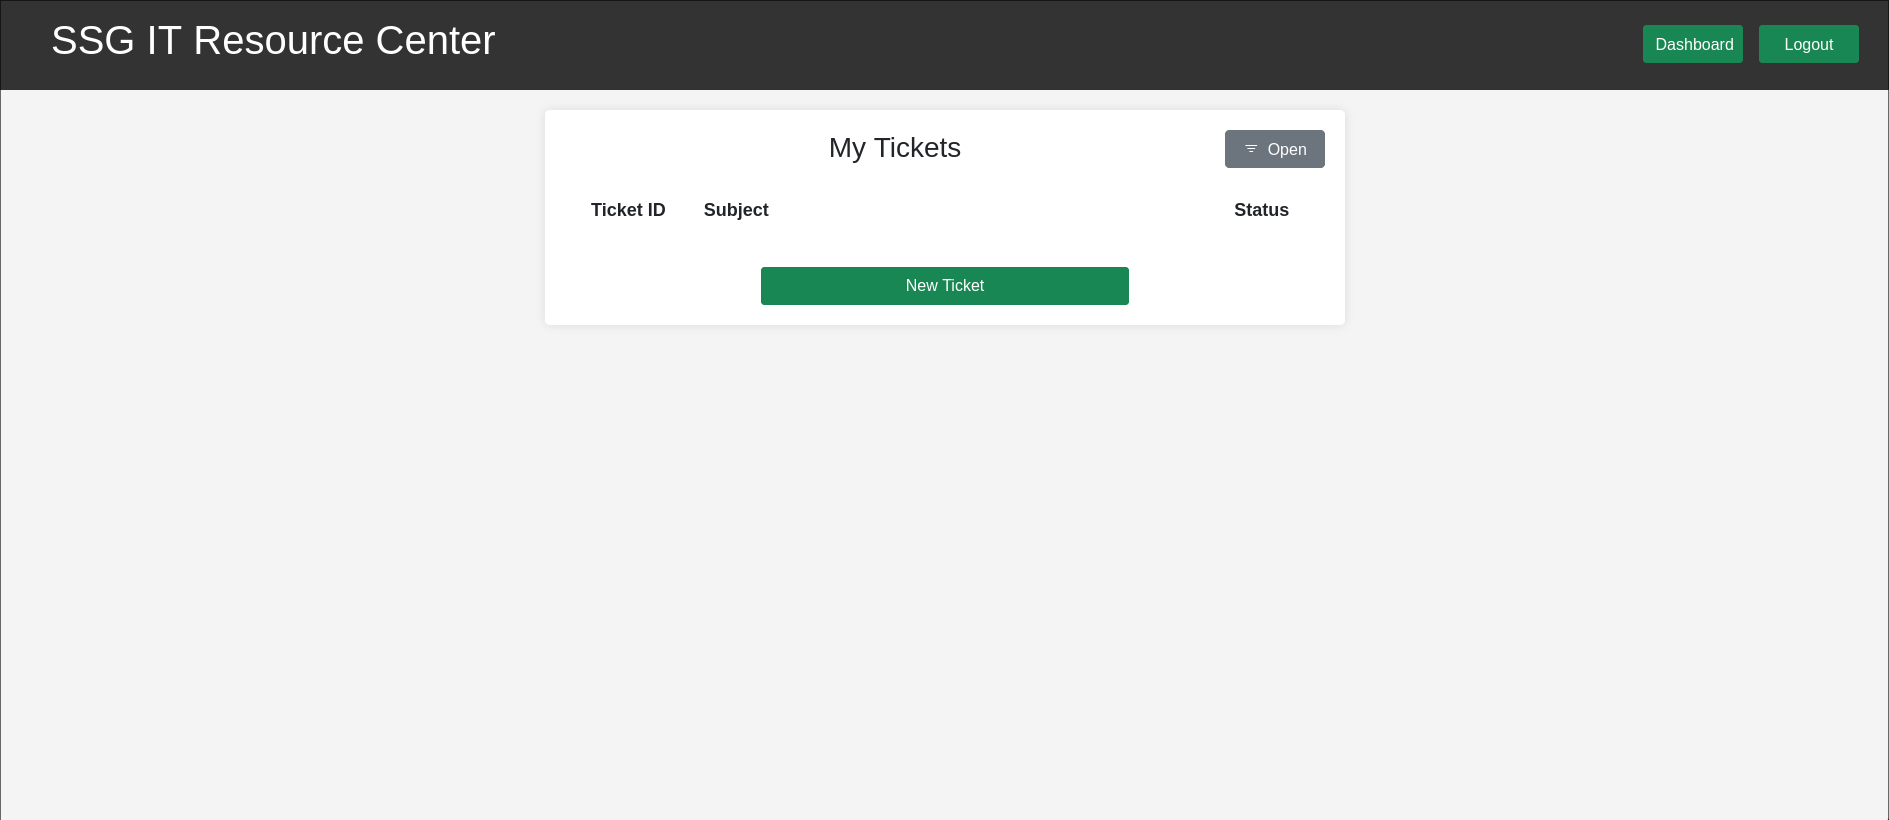 SSG IT Resource Center
Dashboard
Logout
My Tickets
Open
Ticket ID
Subject
Status
New Ticket